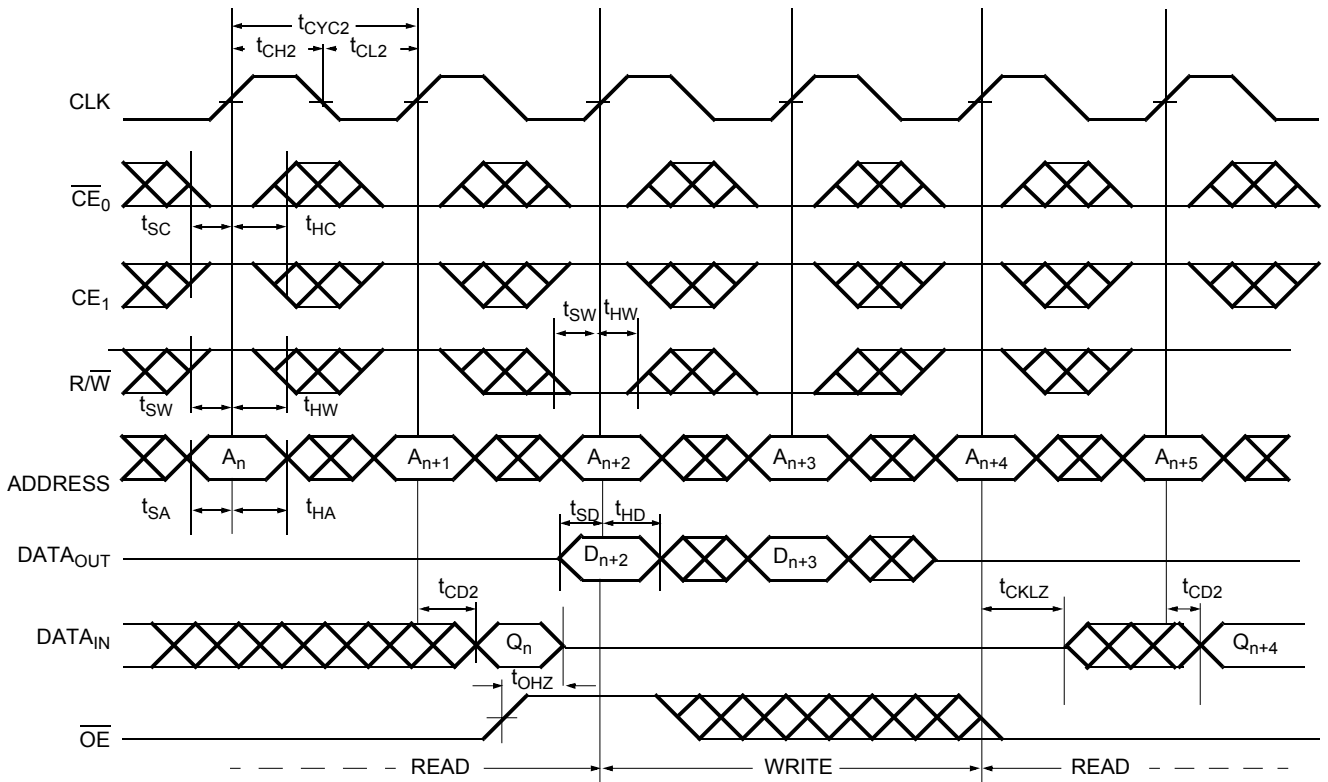 tCYC2
tCH2 tCL2
CLK
CE0
tSC tHC
CE1
tSW tHW
R/W
tSW tHW
An An+1 An+2 An+3 An+4 An+5
ADDRESS
tSA tHA
tSD tHD
DATAOUT Dn+2 Dn+3
tCD2 tCKLZ tCD2
DATAIN Qn Qn+4
tOHZ
OE
READ WRITE READ